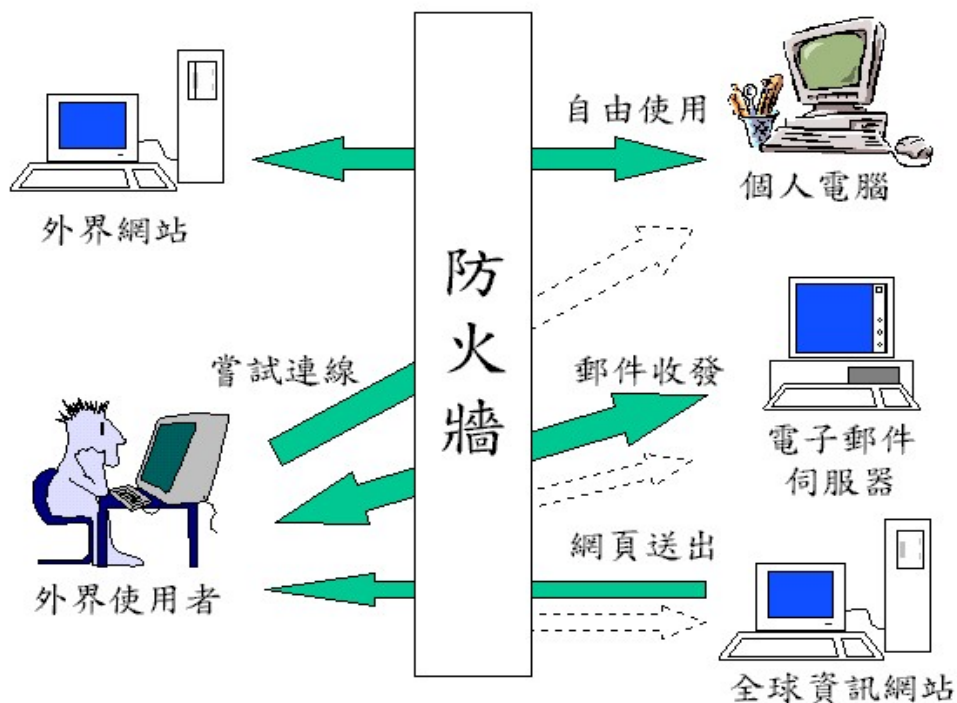 自由使用
個人電腦
外界網站
防火牆
嘗試連線
郵件收發
電子郵件
伺服器
網頁送出
外界使用者
全球資訊網站